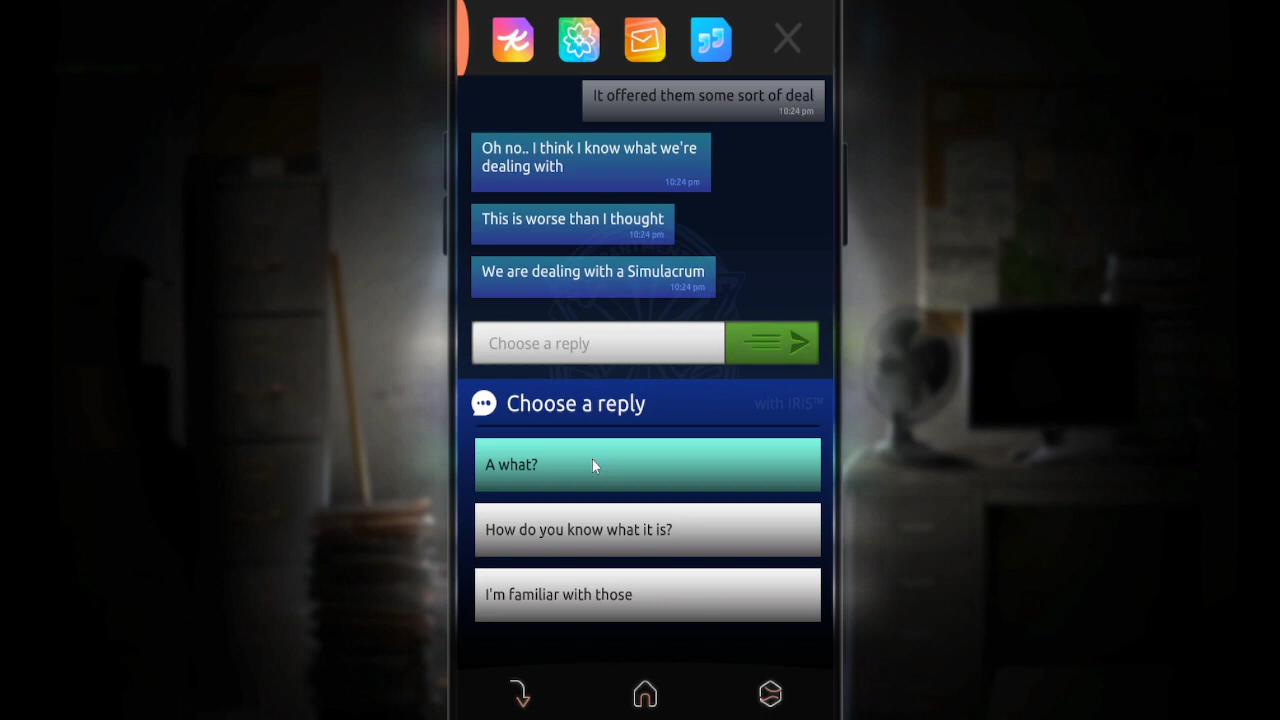 It offered them some sort of deal
10:24 pm
Oh no.. I think I know what we're
dealing with
10:24 pm
This is worse than I thought
10:24 pm
We are dealing with a Simulacrum
10:24 pm
Choose a reply
Choose a reply
with IRIS™
A what?
How do you know what it is?
I'm familiar with those